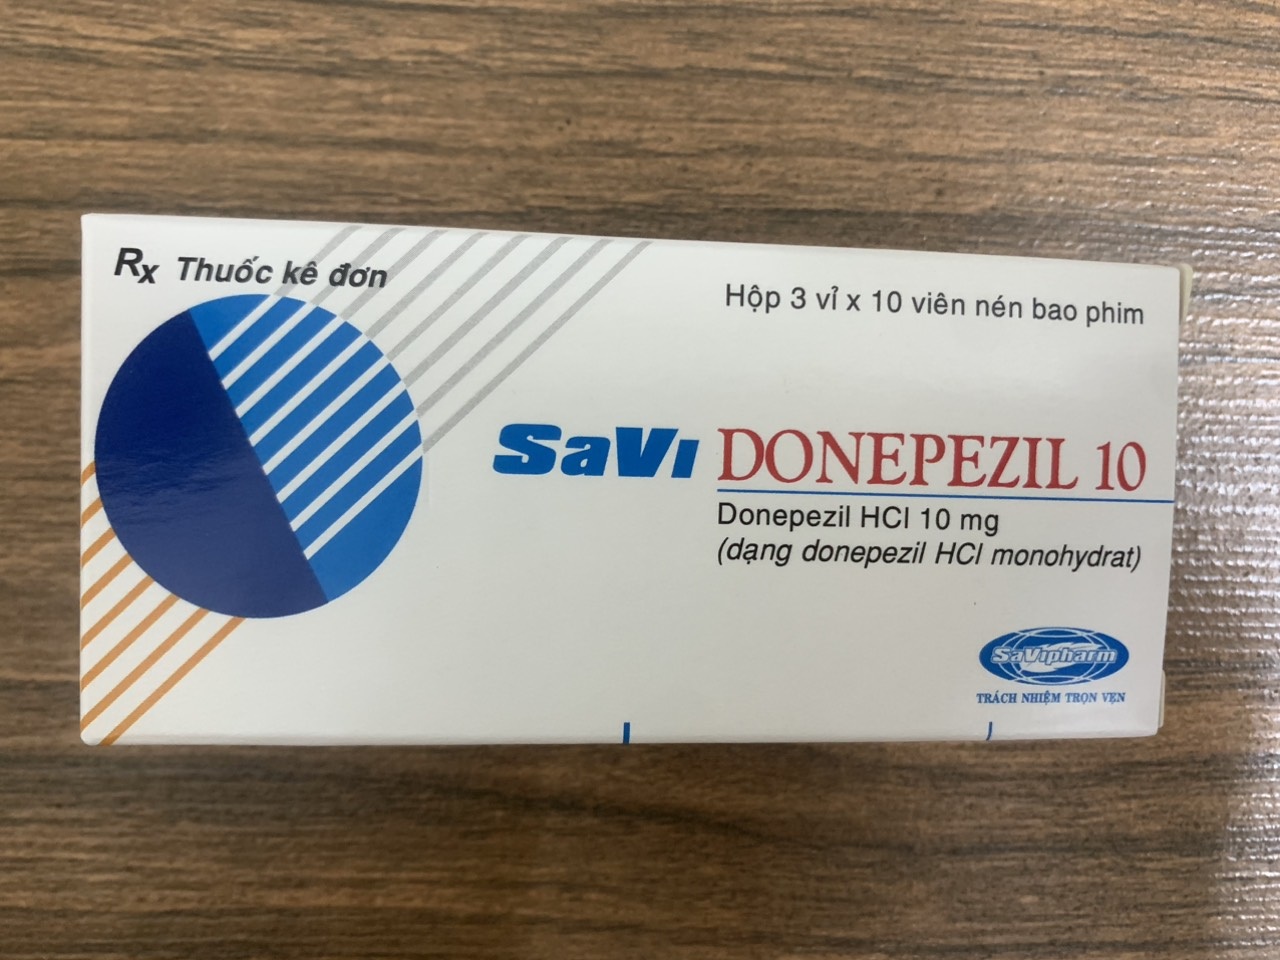 Rx Thuốc kê đơn
Hộp 3 vỉ x 10 viên nén bao phim
SaVi DONEPEZIL 10
Donepezil HCl 10 mg
(dạng donepezil HCl monohydrat)
SaVipharm
TRÁCH NHIỆM TRỌN VẸN